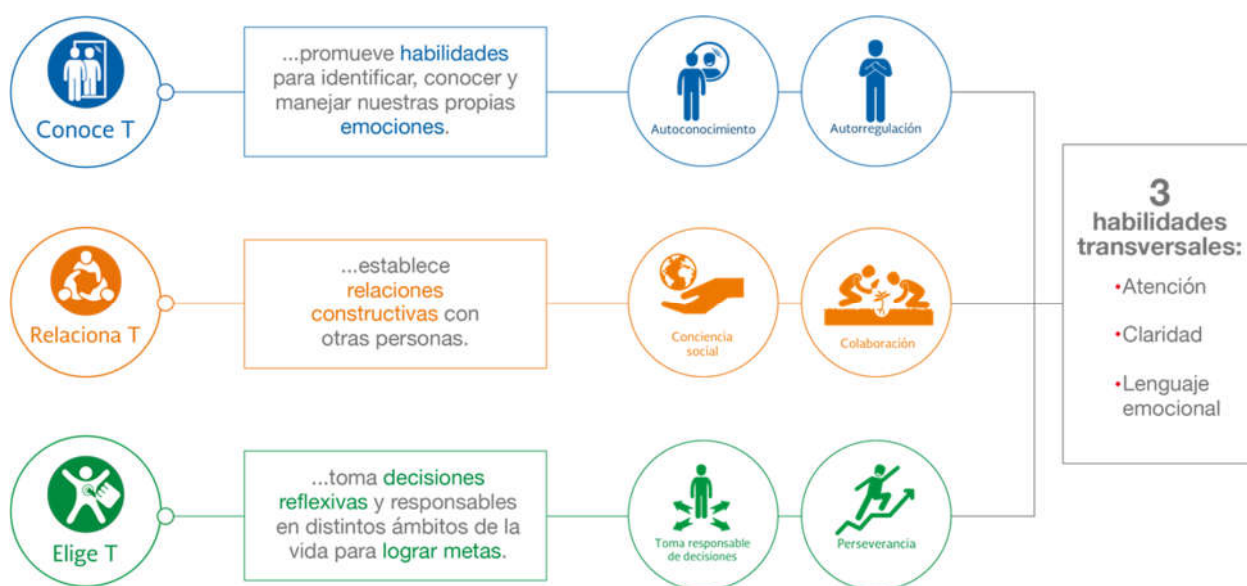 Conoce T
...promueve habilidades
para identificar, conocer y
manejar nuestras propias
emociones.
Autoconocimiento
Autorregulación
Relaciona T
...establece
relaciones
constructivas con
otras personas.
Conciencia
social
Colaboración
Elige T
...toma decisiones
reflexivas y responsables
en distintos ámbitos de la
vida para lograr metas.
Toma responsable
de decisiones
Perseverancia
3
habilidades
transversales:
•Atención
•Claridad
•Lenguaje
emocional